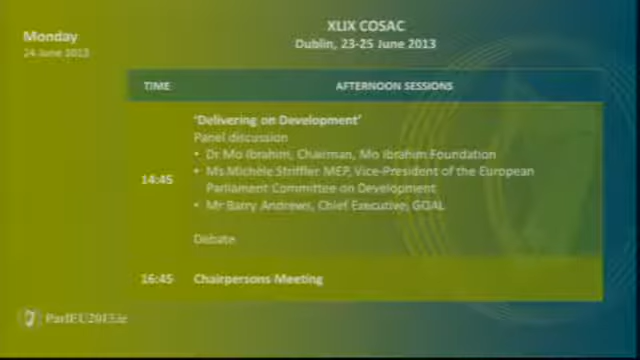 Monday
24 June 2013
XLIX COSAC
Dublin, 23-25 June 2013
TIME
AFTERNOON SESSIONS
14:45
'Delivering on Development'
Panel discussion
• Dr Mo Ibrahim, Chairman, Mo Ibrahim Foundation
• Ms Michèle Striffler MEP, Vice-President of the European
Parliament Committee on Development
• Mr Barry Andrews, Chief Executive, GOAL
Debate
16:45
Chairpersons Meeting
ParlEU2013.ie